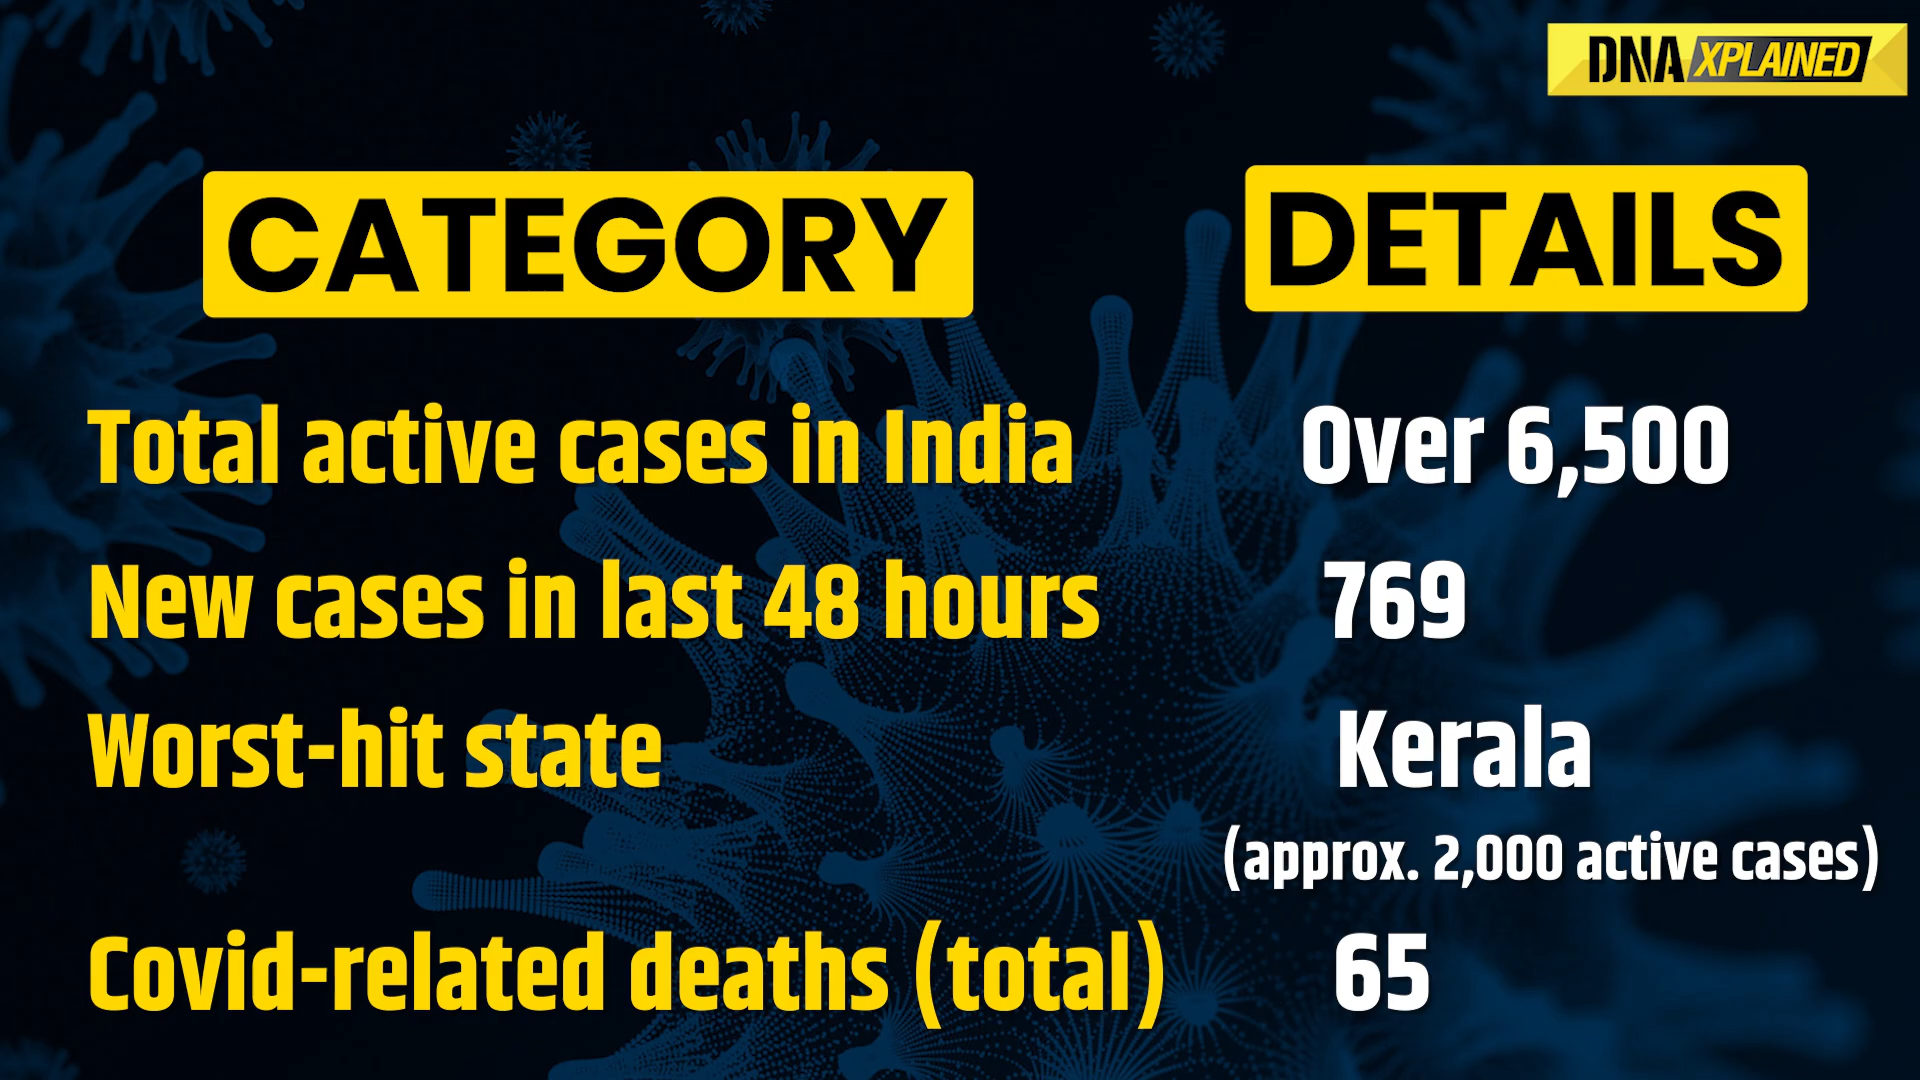 DNA XPLAINED
CATEGORY DETAILS
Total active cases in India Over 6,500
New cases in last 48 hours 769
Worst-hit state Kerala
(approx. 2,000 active cases)
Covid-related deaths (total) 65